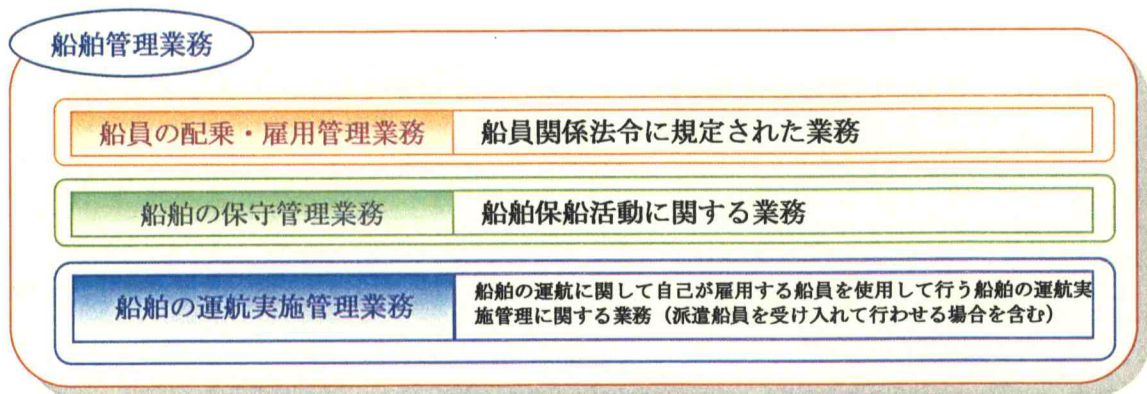 船舶管理業務
船員の配乗・雇用管理業務
船員関係法令に規定された業務
船舶の保守管理業務
船舶保船活動に関する業務
船舶の運航実施管理業務
船舶の運航に関して自己が雇用する船員を使用して行う船舶の運航実
施管理に関する業務（派遣船員を受け入れて行わせる場合を含む）